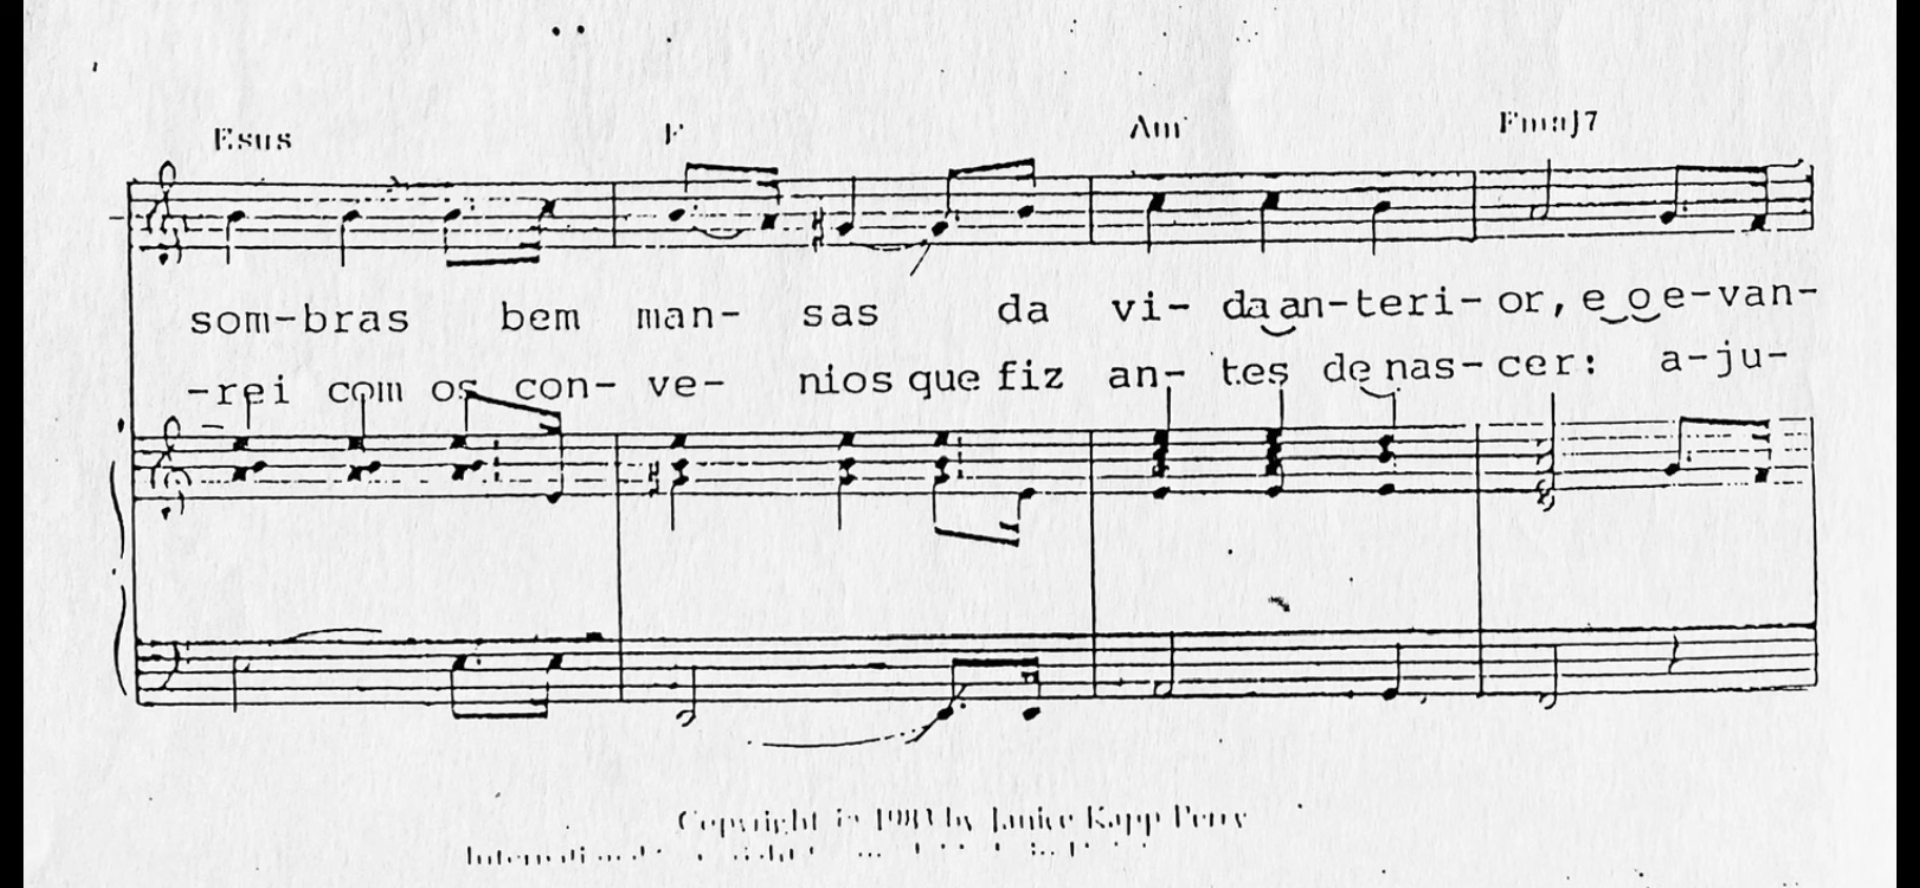 Esus F Am Fmaj7
som-bras bem man- sas da vi- da an-teri-or, e o e-van-
-rei com os con- ve- nios que fiz an- tes de nas-cer: a-ju-
Copyright 1983 by Janice Kapp Perry